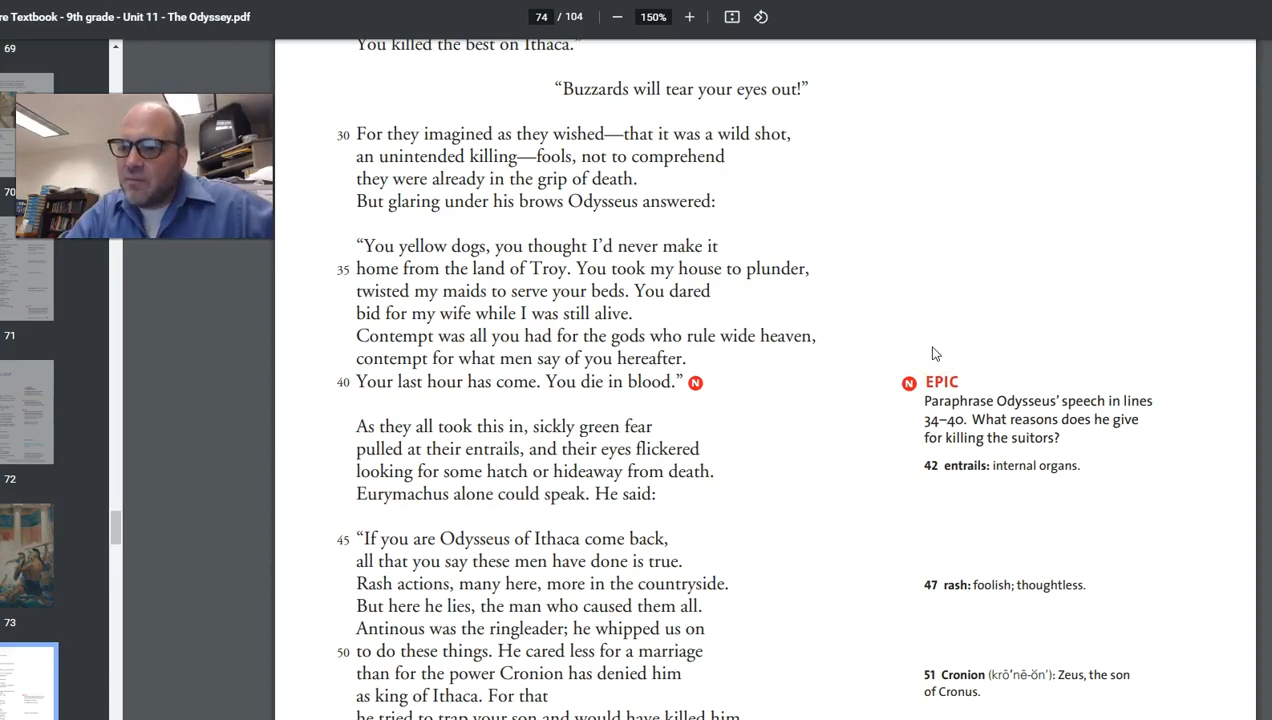 re Textbook - 9th grade - Unit 11 - The Odyssey.pdf
74 / 104
150%
69
70
71
72
73
You killed the best on Ithaca.”
“Buzzards will tear your eyes out!”
30 For they imagined as they wished—that it was a wild shot,
an unintended killing—fools, not to comprehend
they were already in the grip of death.
But glaring under his brows Odysseus answered:
“You yellow dogs, you thought I’d never make it
35 home from the land of Troy. You took my house to plunder,
twisted my maids to serve your beds. You dared
bid for my wife while I was still alive.
Contempt was all you had for the gods who rule wide heaven,
contempt for what men say of you hereafter.
40 Your last hour has come. You die in blood.” N
As they all took this in, sickly green fear
pulled at their entrails, and their eyes flickered
looking for some hatch or hideaway from death.
Eurymachus alone could speak. He said:
45 “If you are Odysseus of Ithaca come back,
all that you say these men have done is true.
Rash actions, many here, more in the countryside.
But here he lies, the man who caused them all.
Antinous was the ringleader; he whipped us on
50 to do these things. He cared less for a marriage
than for the power Cronion has denied him
as king of Ithaca. For that
he tried to trap your son and would have killed him.
N EPIC
Paraphrase Odysseus’ speech in lines
34–40. What reasons does he give
for killing the suitors?
42 entrails: internal organs.
47 rash: foolish; thoughtless.
51 Cronion (krō′nē-ŏn′): Zeus, the son
of Cronus.